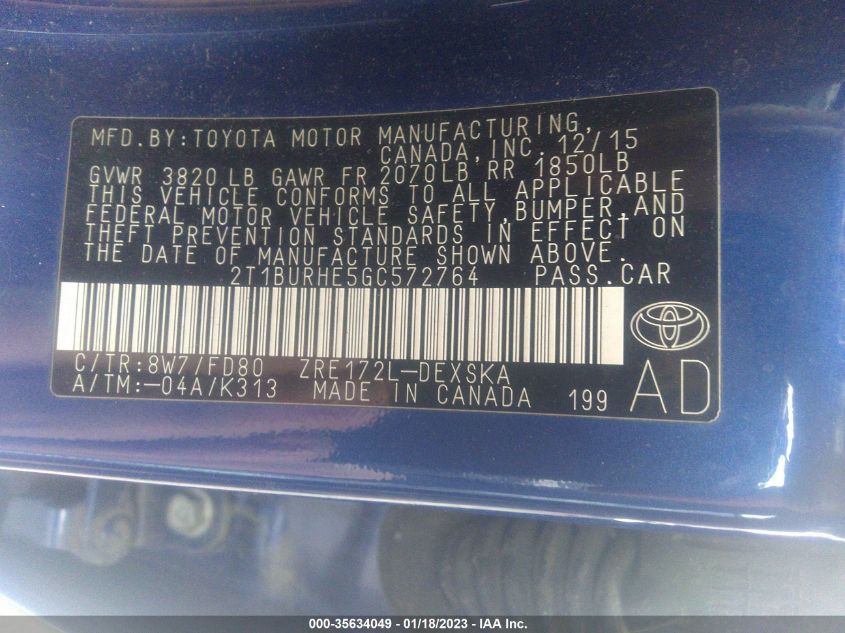 MFD.BY:TOYOTA MOTOR MANUFACTURING,
CANADA,INC. 12/15
GVWR 3820 LB GAWR FR 2070LB RR 1850LB
THIS VEHICLE CONFORMS TO ALL APPLICABLE
FEDERAL MOTOR VEHICLE SAFETY,BUMPER,AND
THEFT PREVENTION STANDARDS IN EFFECT ON
THE DATE OF MANUFACTURE SHOWN ABOVE.
2T1BURHE5GC572764 PASS.CAR
C/TR:8W7/FD80 ZRE172L-DEXSKA
A/TM:-04A/K313 MADE IN CANADA 199 AD
000-35634049 - 01/18/2023 - IAA Inc.